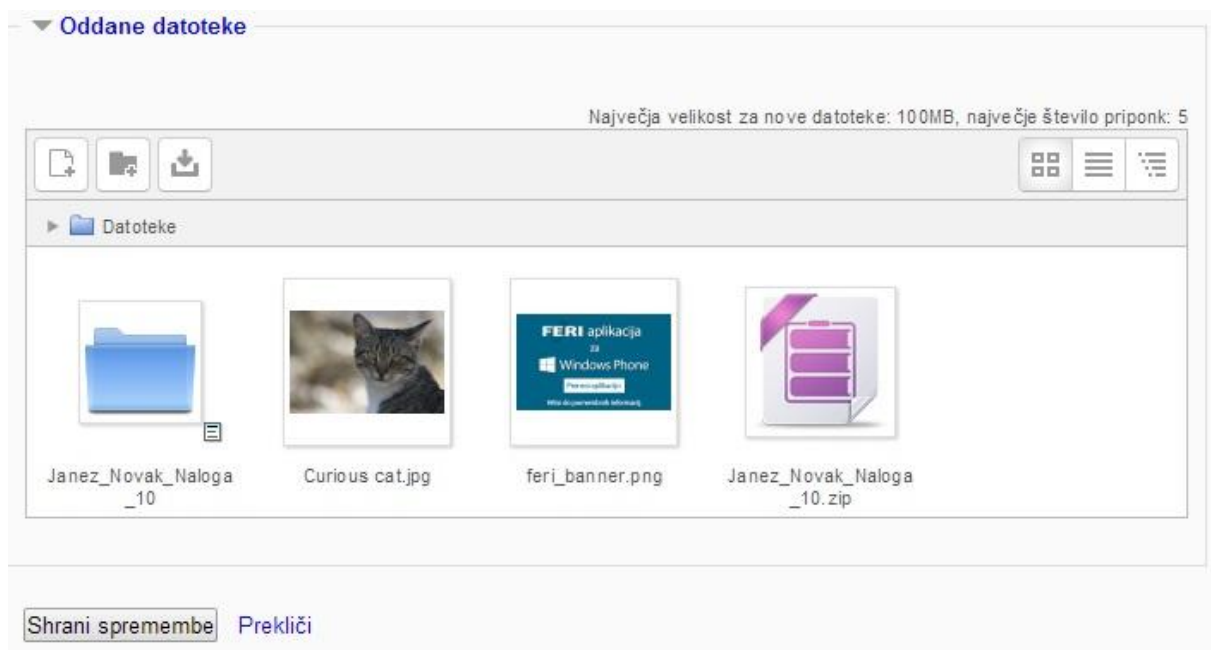 Oddane datoteke
Največja velikost za nove datoteke: 100MB, največje število priponk: 5
Datoteke
FERI aplikacija
za
Windows Phone
Janez_Novak_Naloga
_10
Curious cat.jpg
feri_banner.png
Janez_Novak_Naloga
_10.zip
Shrani spremembe Prekliči